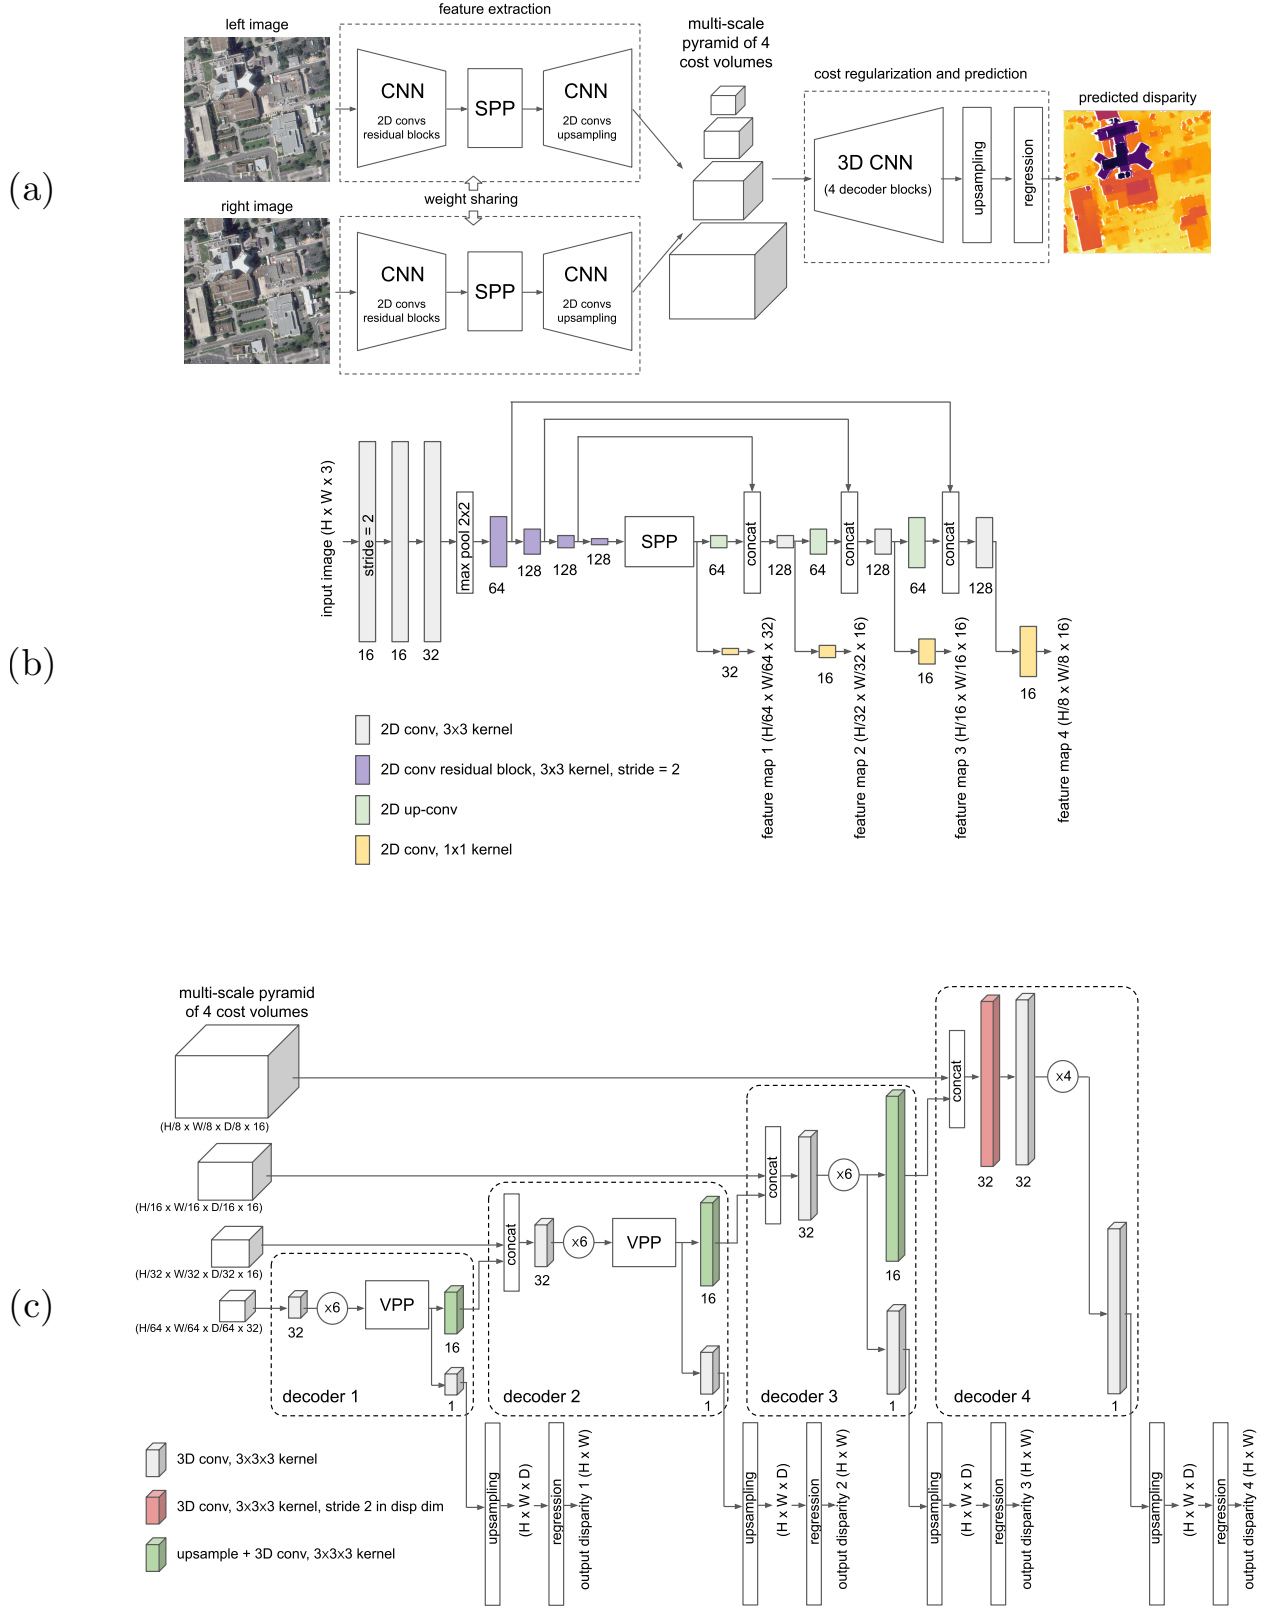 (a)
left image
feature extraction
CNN
2D convs
residual blocks
SPP
CNN
2D convs
upsampling
weight sharing
right image
CNN
2D convs
residual blocks
SPP
CNN
2D convs
upsampling
multi-scale
pyramid of 4
cost volumes
cost regularization and prediction
3D CNN
(4 decoder blocks)
upsampling
regression
predicted disparity
(b)
input image (H x W x 3)
stride = 2
16
16
32
max pool 2x2
64
128
128
128
SPP
64
concat
128
64
concat
128
64
concat
128
32
feature map 1 (H/64 x W/64 x 32)
16
feature map 2 (H/32 x W/32 x 16)
16
feature map 3 (H/16 x W/16 x 16)
16
feature map 4 (H/8 x W/8 x 16)
2D conv, 3x3 kernel
2D conv residual block, 3x3 kernel, stride = 2
2D up-conv
2D conv, 1x1 kernel
(c)
multi-scale pyramid
of 4 cost volumes
(H/8 x W/8 x D/8 x 16)
(H/16 x W/16 x D/16 x 16)
(H/32 x W/32 x D/32 x 16)
(H/64 x W/64 x D/64 x 32)
32
x6
VPP
16
1
decoder 1
concat
32
x6
VPP
16
1
decoder 2
concat
32
x6
16
1
decoder 3
concat
32
32
x4
1
decoder 4
upsampling
(H x W x D)
regression
output disparity 1 (H x W)
upsampling
(H x W x D)
regression
output disparity 2 (H x W)
upsampling
(H x W x D)
regression
output disparity 3 (H x W)
upsampling
(H x W x D)
regression
output disparity 4 (H x W)
3D conv, 3x3x3 kernel
3D conv, 3x3x3 kernel, stride 2 in disp dim
upsample + 3D conv, 3x3x3 kernel